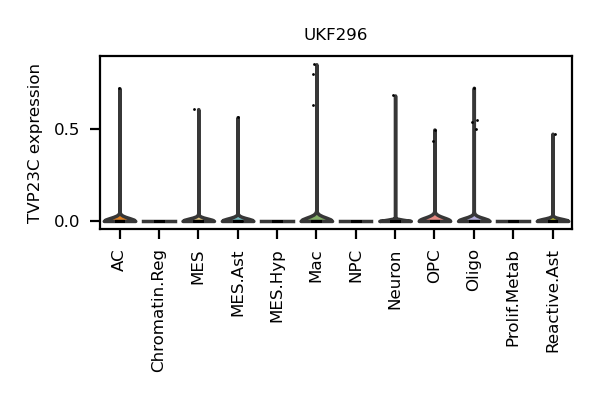 UKF296
TVP23C expression
0.5
0.0
AC
Chromatin.Reg
MES
MES.Ast
MES.Hyp
Mac
NPC
Neuron
OPC
Oligo
Prolif.Metab
Reactive.Ast